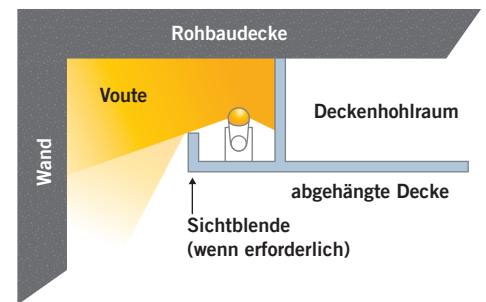 Rohbaudecke
Voute
Deckenhohlraum
Wand
abgehängte Decke
Sichtblende
(wenn erforderlich)